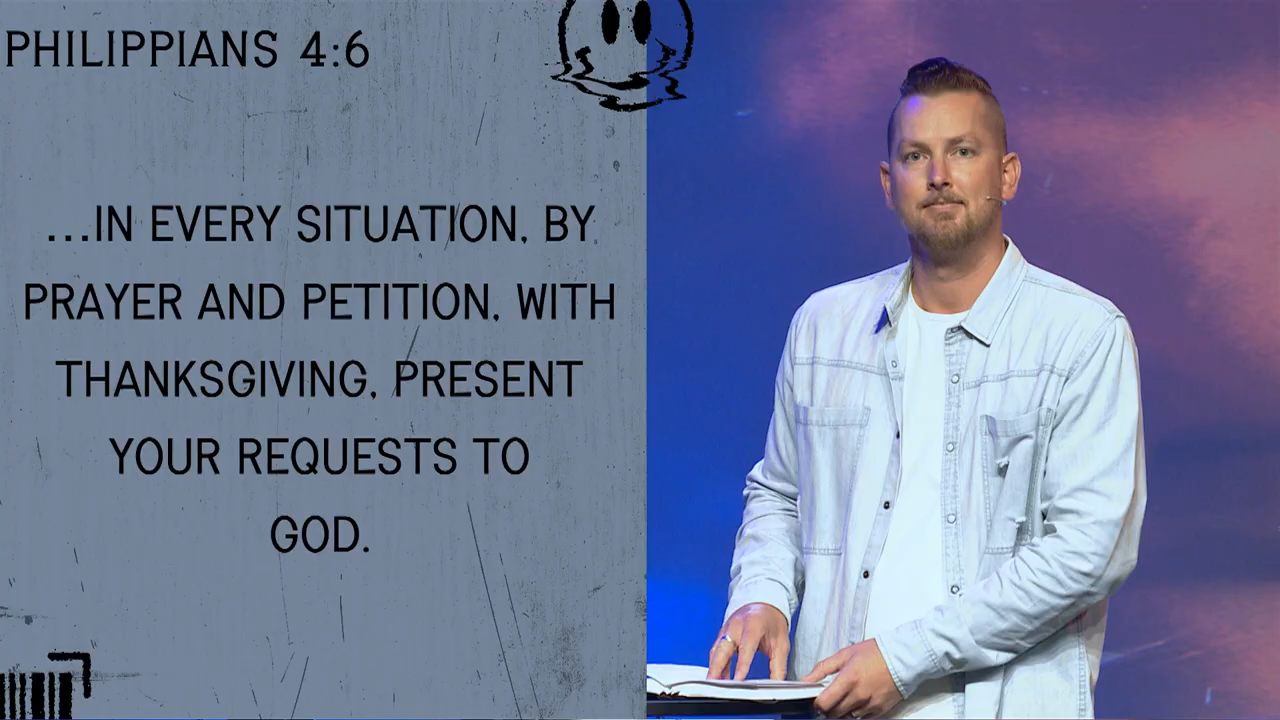 PHILIPPIANS 4:6
...IN EVERY SITUATION, BY
PRAYER AND PETITION, WITH
THANKSGIVING, PRESENT
YOUR REQUESTS TO
GOD.